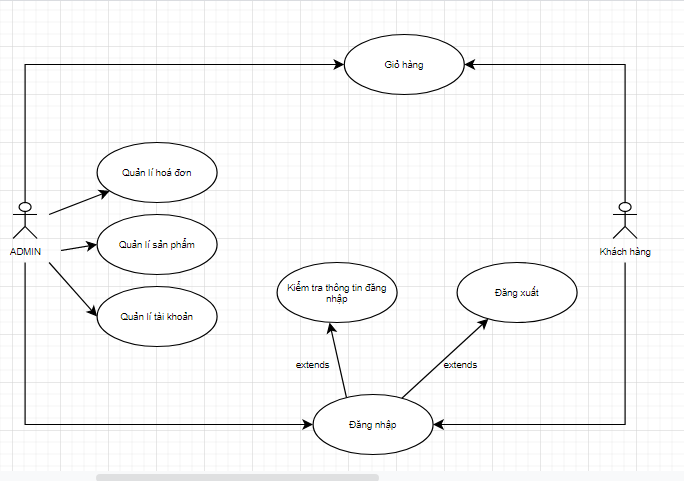 Giỏ hàng
Quản lí hoá đơn
ADMIN
Quản lí sản phẩm
Khách hàng
Kiểm tra thông tin đăng
nhập
Đăng xuất
Quản lí tài khoản
extends
extends
Đăng nhập